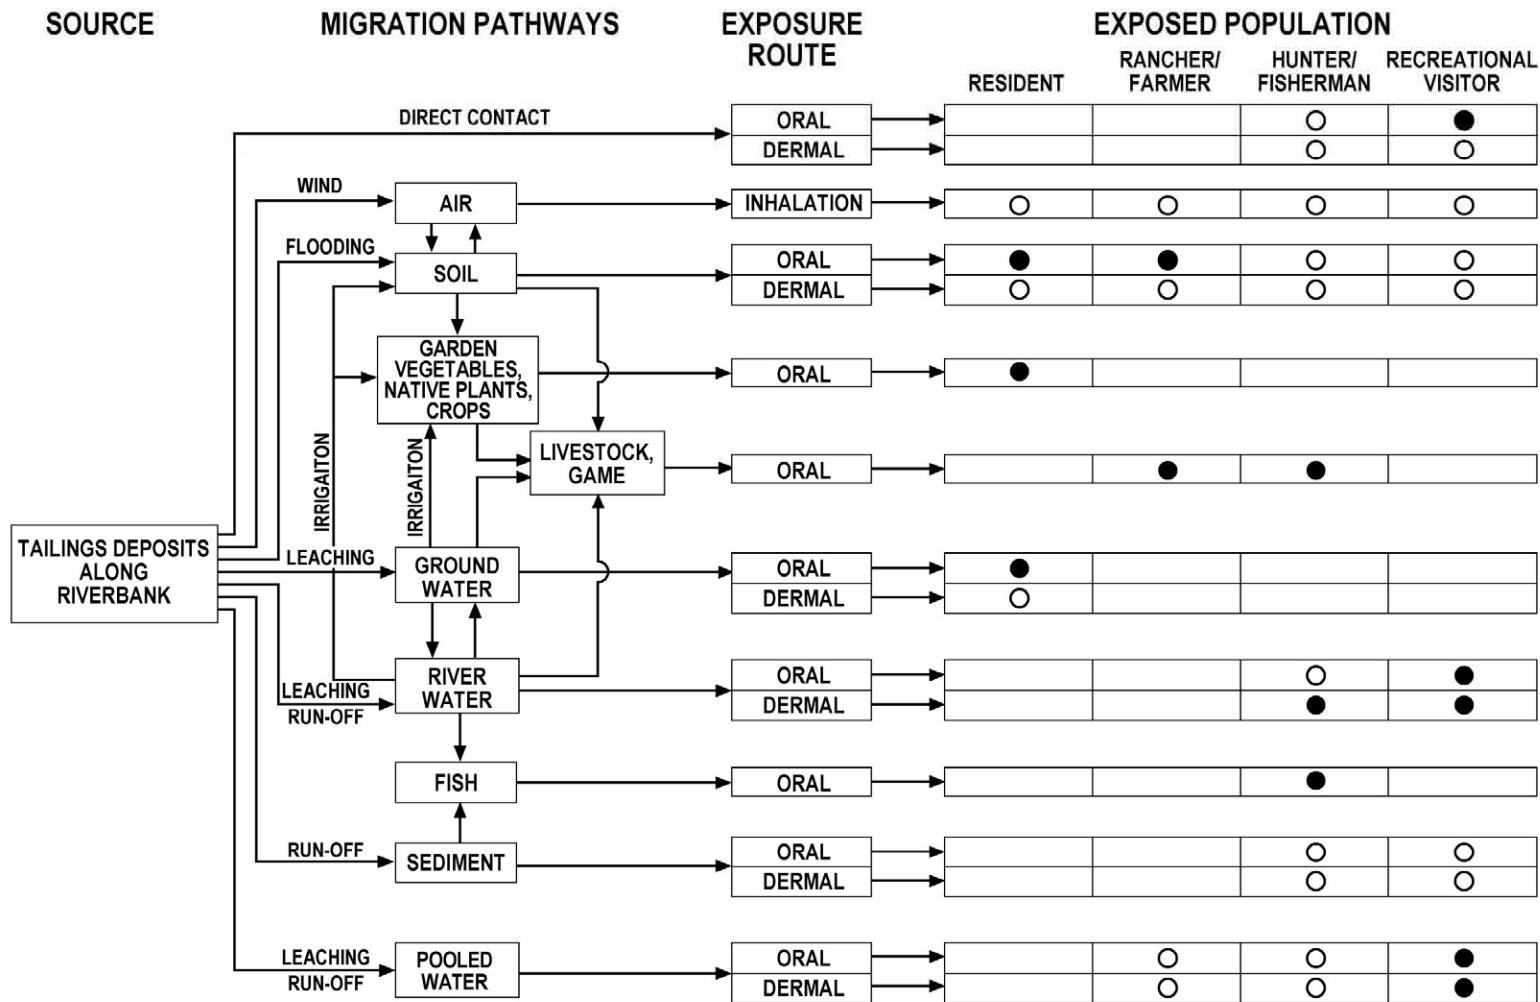 SOURCE
MIGRATION PATHWAYS
EXPOSURE
ROUTE
EXPOSED POPULATION
RESIDENT
RANCHER/
FARMER
HUNTER/
FISHERMAN
RECREATIONAL
VISITOR
DIRECT CONTACT
ORAL
DERMAL
WIND
AIR
INHALATION
FLOODING
SOIL
ORAL
DERMAL
GARDEN
VEGETABLES,
NATIVE PLANTS,
CROPS
ORAL
IRRIGAITON
IRRIGAITON
LIVESTOCK,
GAME
ORAL
TAILINGS DEPOSITS
ALONG
RIVERBANK
LEACHING
GROUND
WATER
ORAL
DERMAL
LEACHING
RUN-OFF
RIVER
WATER
ORAL
DERMAL
FISH
ORAL
RUN-OFF
SEDIMENT
ORAL
DERMAL
LEACHING
RUN-OFF
POOLED
WATER
ORAL
DERMAL